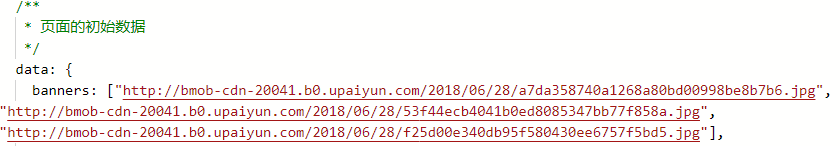 /**
* 页面的初始数据
*/
data: {
banners: ["http://bmob-cdn-20041.b0.upaiyun.com/2018/06/28/a7da358740a1268a80bd00998be8b7b6.jpg",
"http://bmob-cdn-20041.b0.upaiyun.com/2018/06/28/53f44ecb4041b0ed8085347bb77f858a.jpg",
"http://bmob-cdn-20041.b0.upaiyun.com/2018/06/28/f25d00e340db95f580430ee6757f5bd5.jpg"],